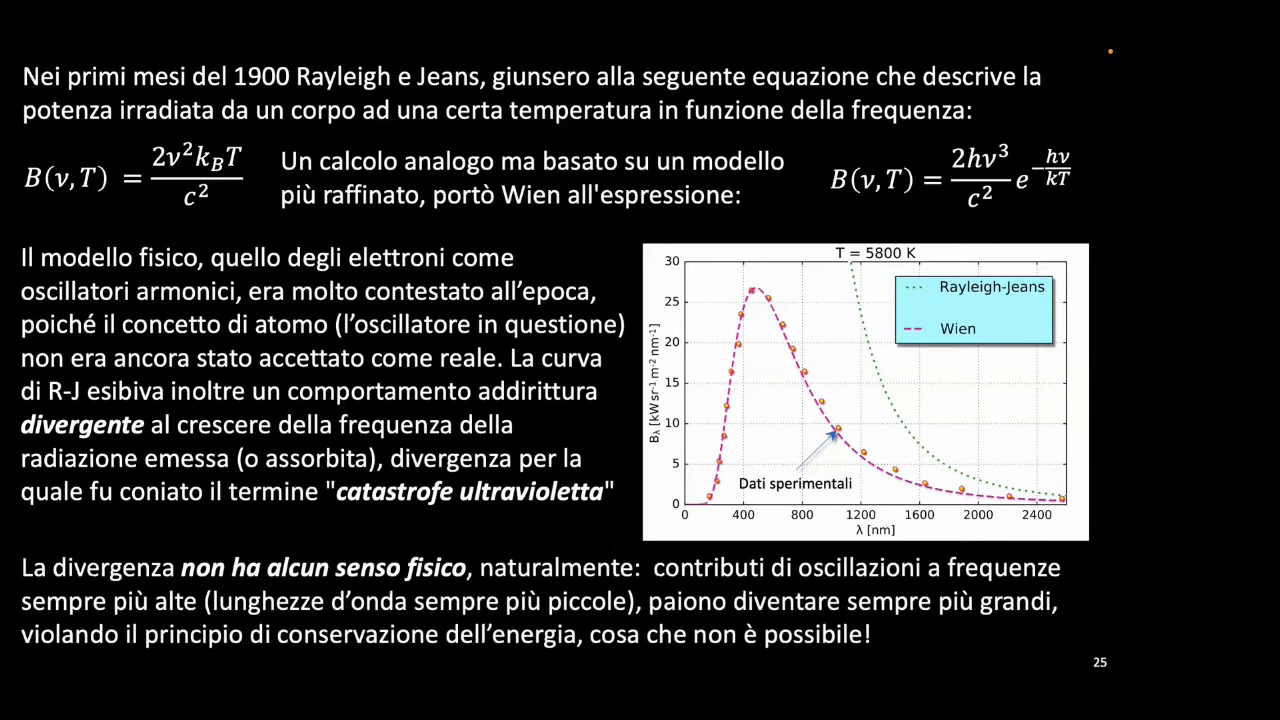 Nei primi mesi del 1900 Rayleigh e Jeans, giunsero alla seguente equazione che descrive la
potenza irradiata da un corpo ad una certa temperatura in funzione della frequenza:
B(ν,T) = 2ν²k_BT / c²
Un calcolo analogo ma basato su un modello
più raffinato, portò Wien all'espressione:
B(ν,T) = 2hν³ / c² e^(−hν/kT)
Il modello fisico, quello degli elettroni come
oscillatori armonici, era molto contestato all’epoca,
poiché il concetto di atomo (l’oscillatore in questione)
non era ancora stato accettato come reale. La curva
di R-J esibiva inoltre un comportamento addirittura
divergente al crescere della frequenza della
radiazione emessa (o assorbita), divergenza per la
quale fu coniato il termine "catastrofe ultravioletta"
T = 5800 K
30
25
20
15
10
5
0
Bλ [kW sr⁻¹ m⁻² nm⁻¹]
Rayleigh-Jeans
Wien
Dati sperimentali
0 400 800 1200 1600 2000 2400
λ [nm]
La divergenza non ha alcun senso fisico, naturalmente: contributi di oscillazioni a frequenze
sempre più alte (lunghezze d’onda sempre più piccole), paiono diventare sempre più grandi,
violando il principio di conservazione dell’energia, cosa che non è possibile!
25